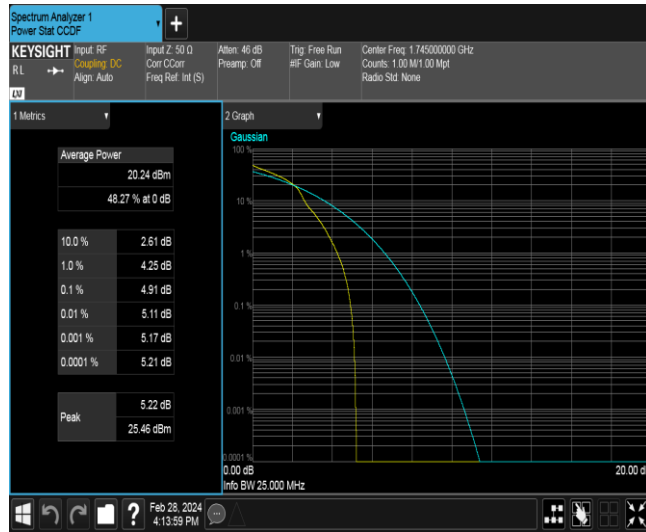 Spectrum Analyzer 1
Power Stat CCDF
+
KEYSIGHT
RL
LXI
Input: RF
Coupling: DC
Align: Auto
Input Z: 50 Ω
Corr CCorr
Freq Ref: Int (S)
Atten: 46 dB
Preamp: Off
Trig: Free Run
#IF Gain: Low
Center Freq: 1.745000000 GHz
Counts: 1.00 M/1.00 Mpt
Radio Std: None
1 Metrics
Average Power
20.24 dBm
48.27 % at 0 dB
10.0 % 2.61 dB
1.0 % 4.25 dB
0.1 % 4.91 dB
0.01 % 5.11 dB
0.001 % 5.17 dB
0.0001 % 5.21 dB
Peak
5.22 dB
25.46 dBm
2 Graph
Gaussian
100 %
10 %
1 %
0.1 %
0.01 %
0.001 %
0.0001 %
0.00 dB
20.00 d
Info BW 25.000 MHz
?
Feb 28, 2024
4:13:59 PM